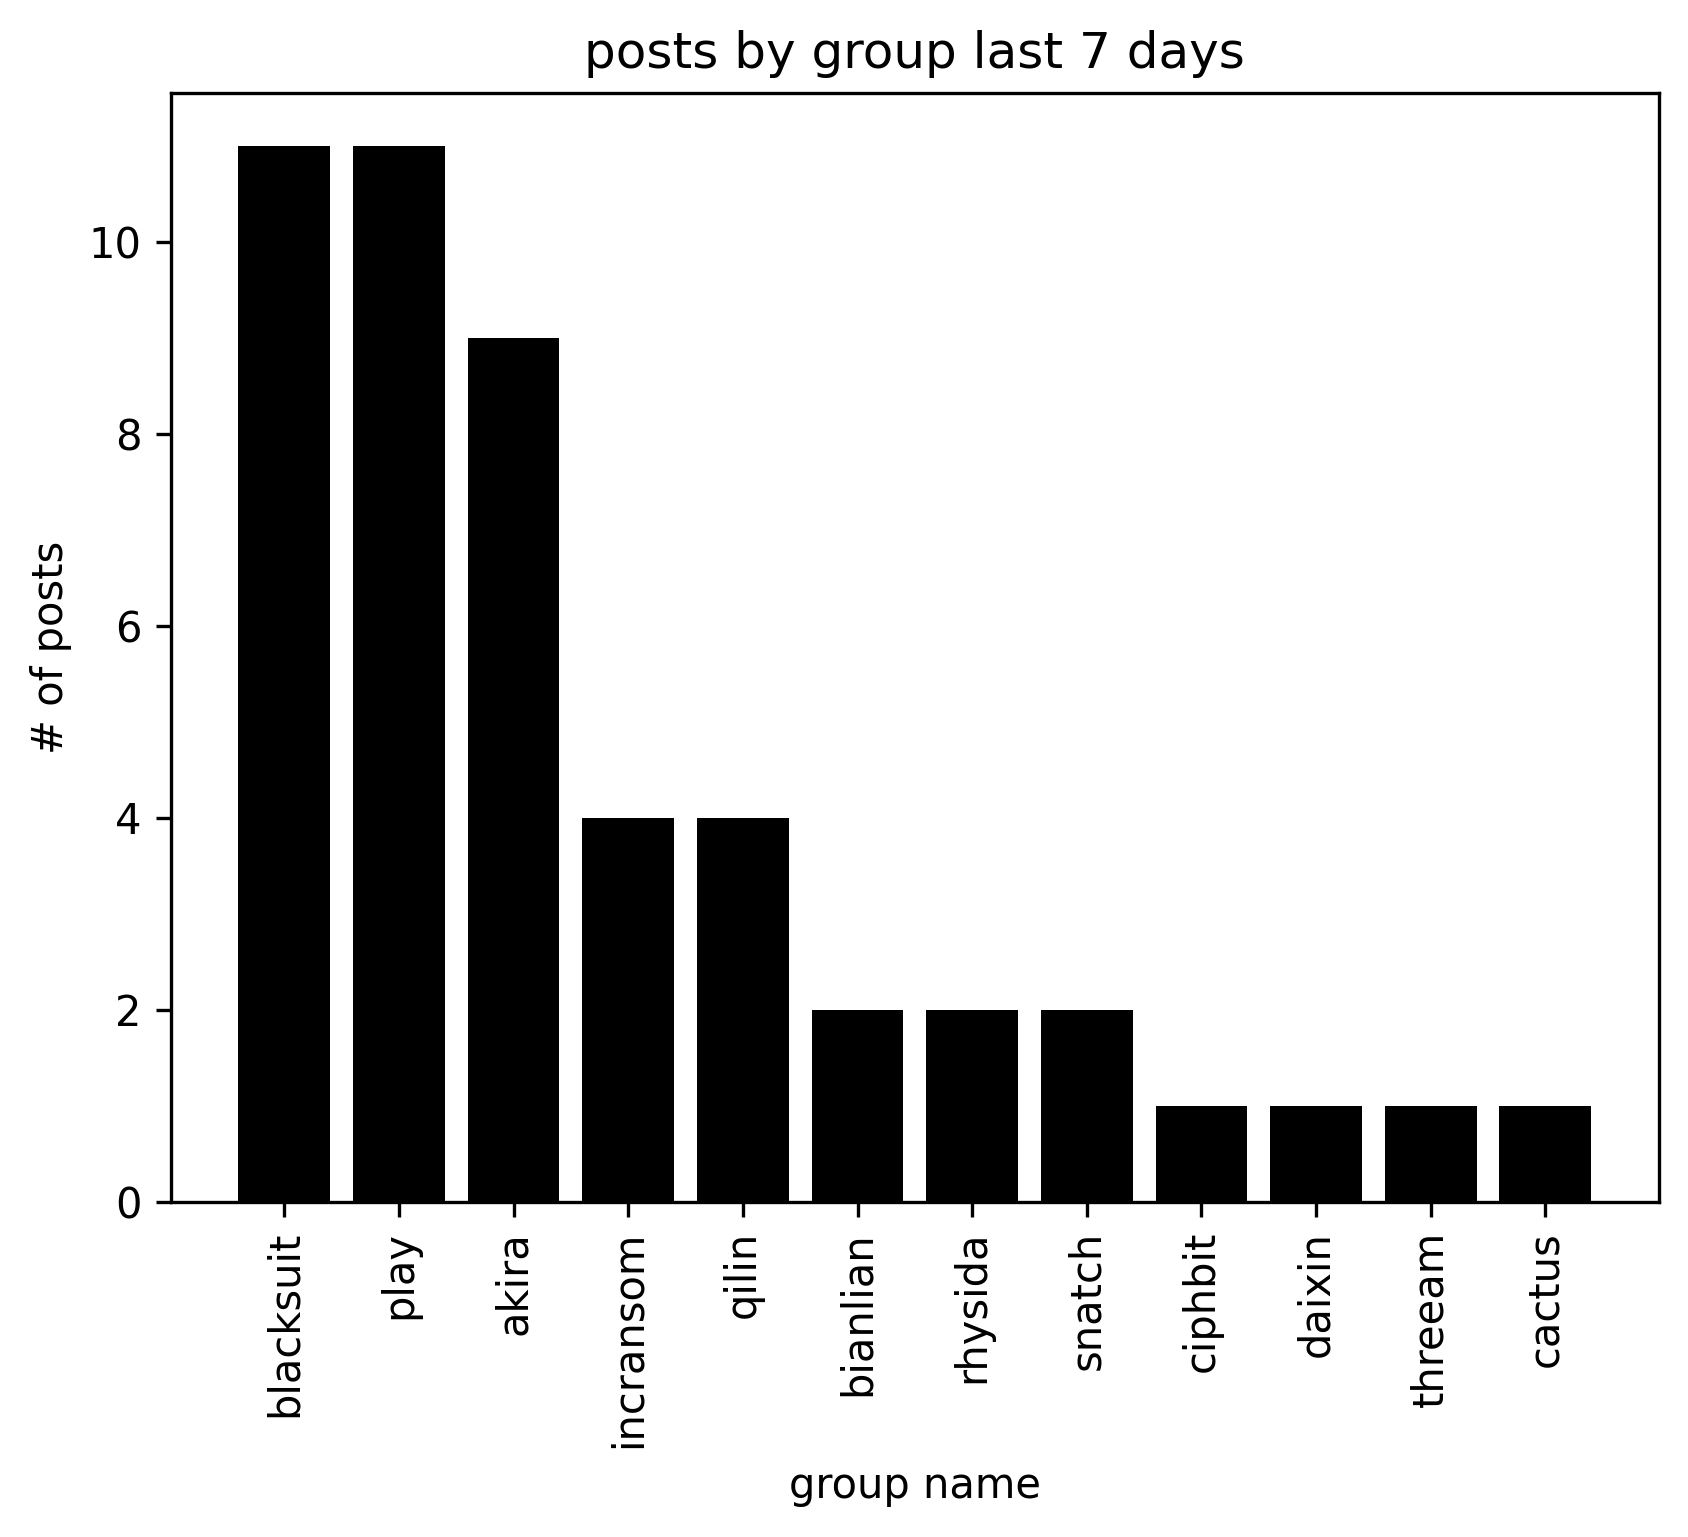 posts by group last 7 days
10
8
6
4
2
0
# of posts
blacksuit
play
akira
incransom
qilin
bianlian
rhysida
snatch
ciphbit
daixin
threeam
cactus
group name